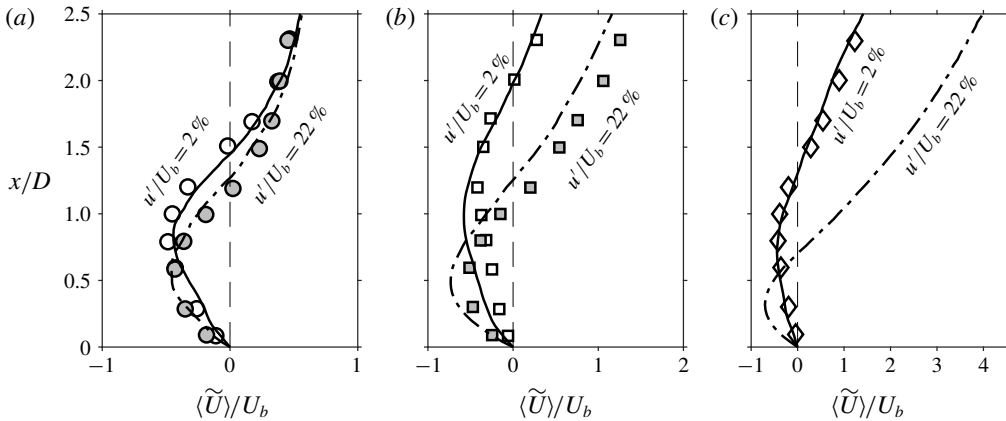 (a)
(b)
(c)
2.5
2.0
1.5
x/D
1.0
0.5
0
u′/U_b = 2 %
u′/U_b = 22 %
u′/U_b = 2 %
u′/U_b = 22 %
u′/U_b = 2 %
u′/U_b = 22 %
−1 0 1
−1 0 1 2
−1 0 1 2 3 4
⟨Ũ⟩/U_b
⟨Ũ⟩/U_b
⟨Ũ⟩/U_b